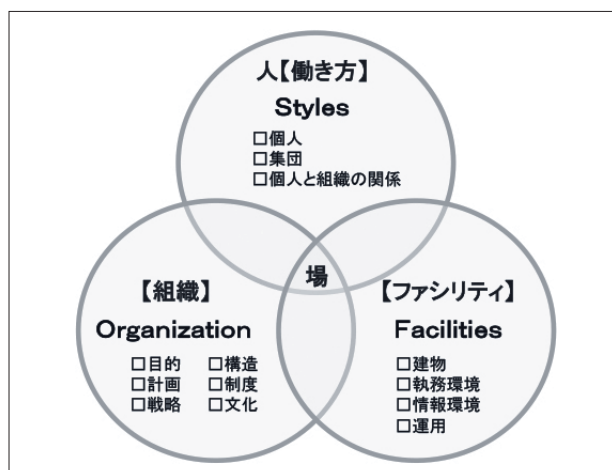 人【働き方】
Styles
□個人
□集団
□個人と組織の関係
場
【組織】
Organization
□目的 □構造
□計画 □制度
□戦略 □文化
【ファシリティ】
Facilities
□建物
□執務環境
□情報環境
□運用